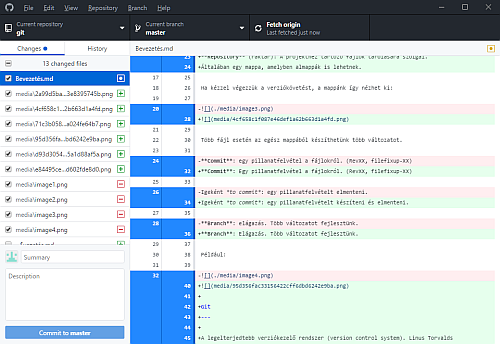 File Edit View Repository Branch Help
Current repository
git
Current branch
master
Fetch origin
Last fetched just now
Changes
History
Bevezetés.md
13 changed files
Bevezetés.md
media\2a99d5ba...3e8395745b.png
media\4cf658c1...2b663d1a4fd.png
media\71c3b058...a024fe64b7.png
media\95d356fa...bd6242e9ba.png
media\d93d3054...5a1d88af5a.png
media\e84495ce...d602fde8d0.png
media\image1.png
media\image2.png
media\image3.png
media\image4.png
Summary
Description
Commit to master
23 +**Repository** (raktár): A projekthez tartozó fájlok tárolására szolgál.
24 +Általában egy mappa, amelyben almappák is lehetnek.
17 25
18 26 Ha kézzel végezzük a verziókövetést, a mappánk így nézhet ki:
19 27
20 -![](./media/image3.png)
28 +![](media/4cf658c1f087e46def1a62b663d1a4fd.png)
21 29
22 30 Több fájl esetén az egész mappából készíthetünk több változatot.
23 31
24 -**Commit**: Egy pillanatfelvétel a fájlokról. (RevXX, filefixup-XX)
32 +**Commit**: Egy pillanatfelvétel a fájlokról. (RevXX, filefixup-XX)
25 33
26 -Igeként "to commit": egy pillanatfelvételt elmenteni.
34 +Igeként "to commit": egy pillanatfelvételt készíteni és elmenteni.
27 35
28 -**Branch**: elágazás. Több változatot fejlesztünk.
36 +**Branch**: Elágazás. Több változatot fejlesztünk.
29 37
30 38 Például:
31 39
32 -![](./media/image4.png)
40 +![](media/95d356fac33156422cff6dbd6242e9ba.png)
41 +
42 +Git
43 +---
44 +
45 +A legelterjedtebb verziókezelő rendszer (version control system). Linus Torvalds